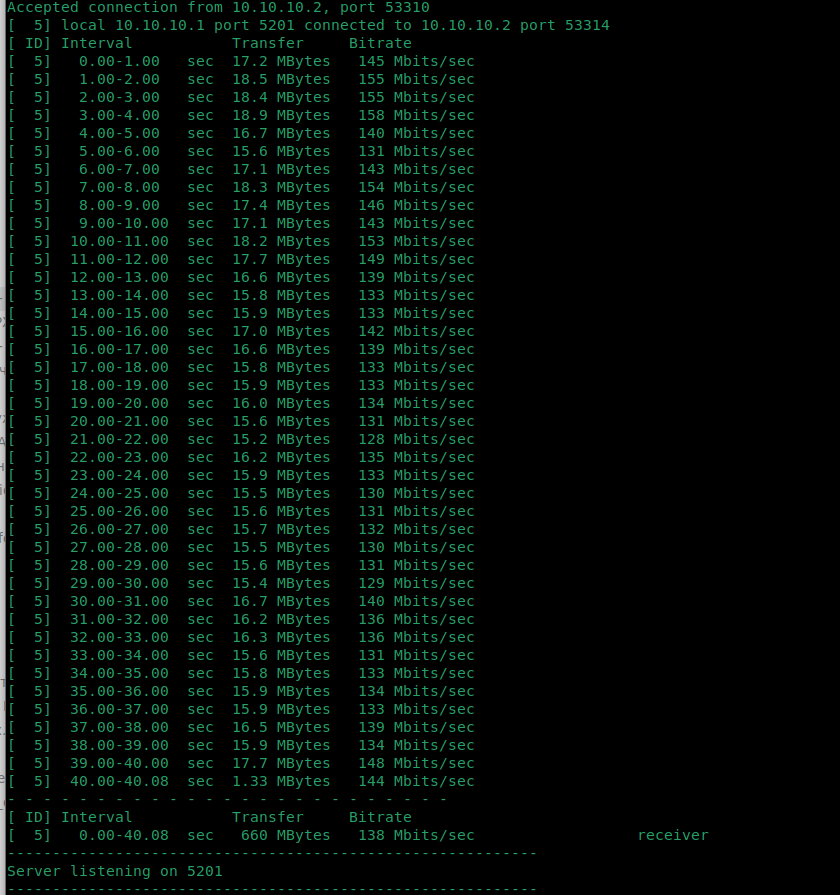 Accepted connection from 10.10.10.2, port 53310
[  5] local 10.10.10.1 port 5201 connected to 10.10.10.2 port 53314
[ ID] Interval           Transfer     Bitrate
[  5]   0.00-1.00   sec  17.2 MBytes   145 Mbits/sec
[  5]   1.00-2.00   sec  18.5 MBytes   155 Mbits/sec
[  5]   2.00-3.00   sec  18.4 MBytes   155 Mbits/sec
[  5]   3.00-4.00   sec  18.9 MBytes   158 Mbits/sec
[  5]   4.00-5.00   sec  16.7 MBytes   140 Mbits/sec
[  5]   5.00-6.00   sec  15.6 MBytes   131 Mbits/sec
[  5]   6.00-7.00   sec  17.1 MBytes   143 Mbits/sec
[  5]   7.00-8.00   sec  18.3 MBytes   154 Mbits/sec
[  5]   8.00-9.00   sec  17.4 MBytes   146 Mbits/sec
[  5]   9.00-10.00  sec  17.1 MBytes   143 Mbits/sec
[  5]  10.00-11.00  sec  18.2 MBytes   153 Mbits/sec
[  5]  11.00-12.00  sec  17.7 MBytes   149 Mbits/sec
[  5]  12.00-13.00  sec  16.6 MBytes   139 Mbits/sec
[  5]  13.00-14.00  sec  15.8 MBytes   133 Mbits/sec
[  5]  14.00-15.00  sec  15.9 MBytes   133 Mbits/sec
[  5]  15.00-16.00  sec  17.0 MBytes   142 Mbits/sec
[  5]  16.00-17.00  sec  16.6 MBytes   139 Mbits/sec
[  5]  17.00-18.00  sec  15.8 MBytes   133 Mbits/sec
[  5]  18.00-19.00  sec  15.9 MBytes   133 Mbits/sec
[  5]  19.00-20.00  sec  16.0 MBytes   134 Mbits/sec
[  5]  20.00-21.00  sec  15.6 MBytes   131 Mbits/sec
[  5]  21.00-22.00  sec  15.2 MBytes   128 Mbits/sec
[  5]  22.00-23.00  sec  16.2 MBytes   135 Mbits/sec
[  5]  23.00-24.00  sec  15.9 MBytes   133 Mbits/sec
[  5]  24.00-25.00  sec  15.5 MBytes   130 Mbits/sec
[  5]  25.00-26.00  sec  15.6 MBytes   131 Mbits/sec
[  5]  26.00-27.00  sec  15.7 MBytes   132 Mbits/sec
[  5]  27.00-28.00  sec  15.5 MBytes   130 Mbits/sec
[  5]  28.00-29.00  sec  15.6 MBytes   131 Mbits/sec
[  5]  29.00-30.00  sec  15.4 MBytes   129 Mbits/sec
[  5]  30.00-31.00  sec  16.7 MBytes   140 Mbits/sec
[  5]  31.00-32.00  sec  16.2 MBytes   136 Mbits/sec
[  5]  32.00-33.00  sec  16.3 MBytes   136 Mbits/sec
[  5]  33.00-34.00  sec  15.6 MBytes   131 Mbits/sec
[  5]  34.00-35.00  sec  15.8 MBytes   133 Mbits/sec
[  5]  35.00-36.00  sec  15.9 MBytes   134 Mbits/sec
[  5]  36.00-37.00  sec  15.9 MBytes   133 Mbits/sec
[  5]  37.00-38.00  sec  16.5 MBytes   139 Mbits/sec
[  5]  38.00-39.00  sec  15.9 MBytes   134 Mbits/sec
[  5]  39.00-40.00  sec  17.7 MBytes   148 Mbits/sec
[  5]  40.00-40.08  sec  1.33 MBytes   144 Mbits/sec
- - - - - - - - - - - - - - - - - - - - - - - - -
[ ID] Interval           Transfer     Bitrate
[  5]   0.00-40.08  sec   660 MBytes   138 Mbits/sec                  receiver
-----------------------------------------------------------
Server listening on 5201
-----------------------------------------------------------